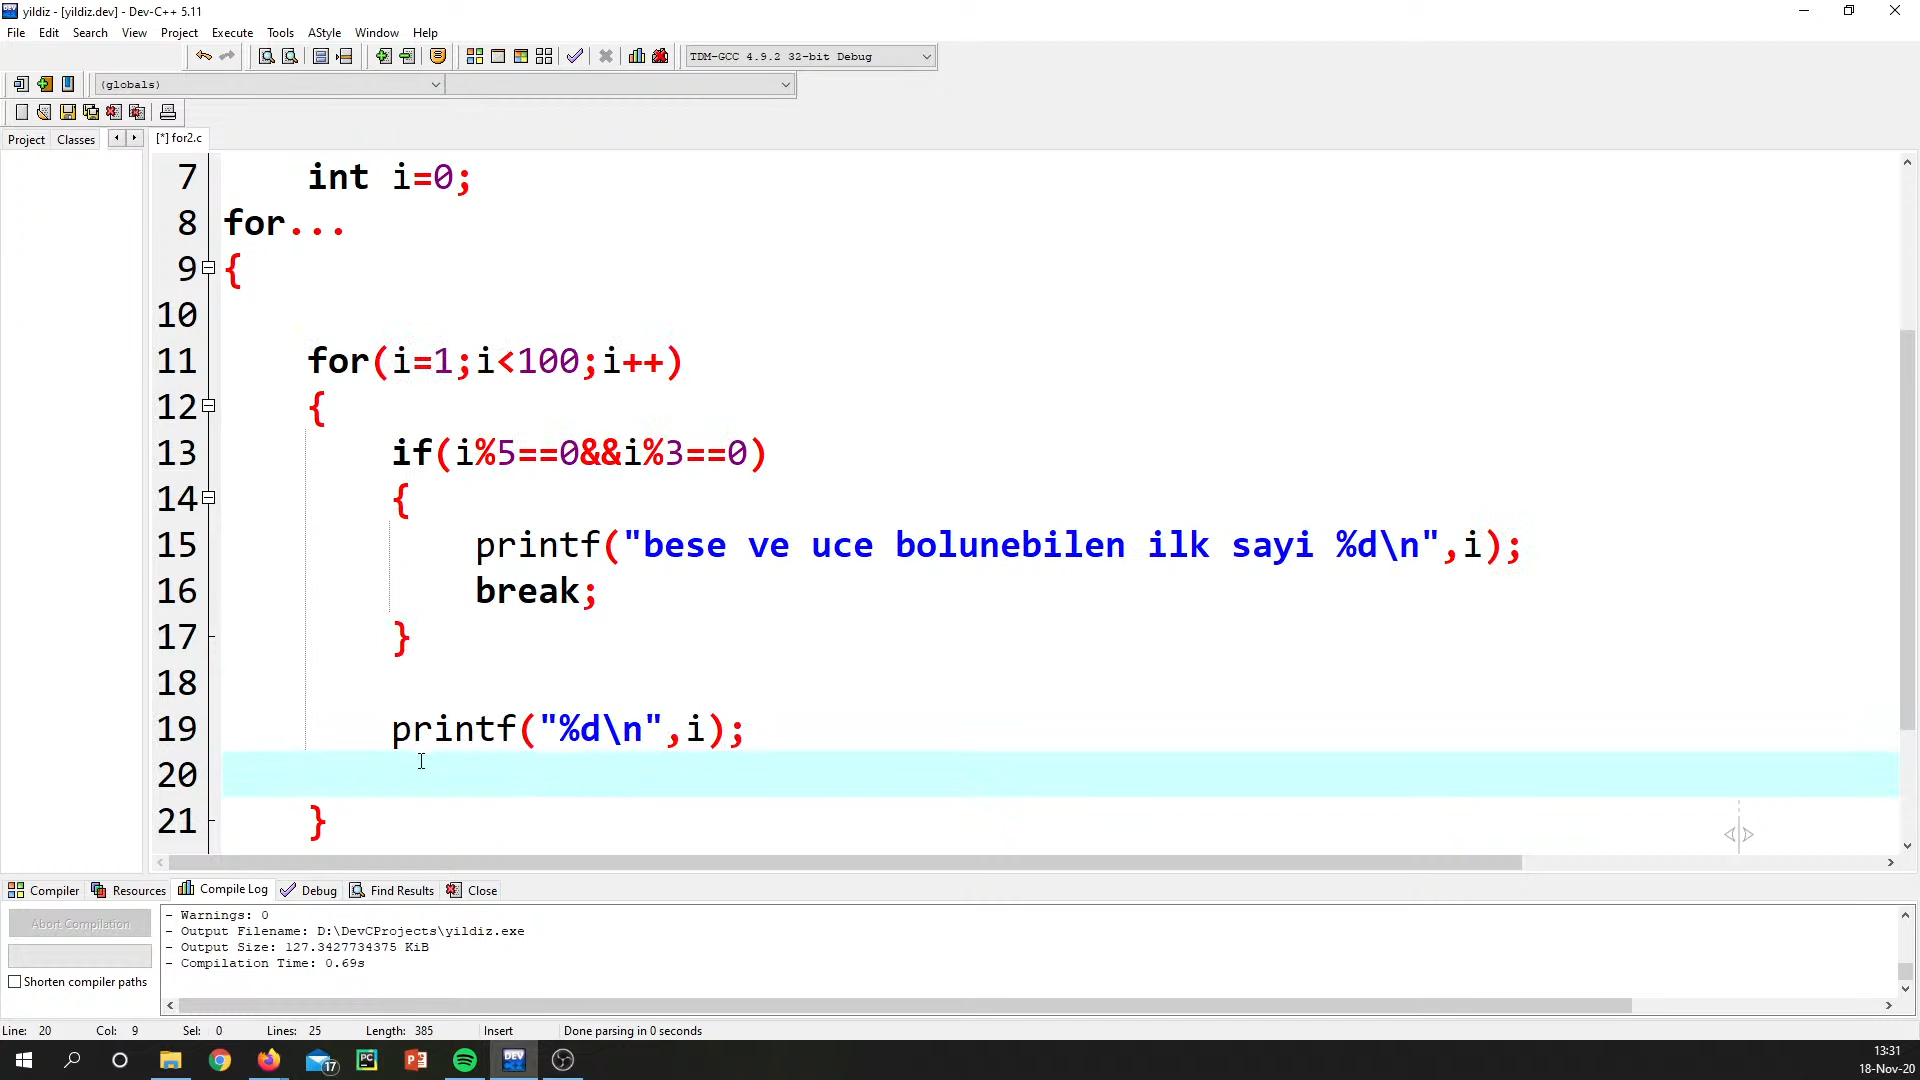 yildiz - [yildiz.dev] - Dev-C++ 5.11
File Edit Search View Project Execute Tools AStyle Window Help
TDM-GCC 4.9.2 32-bit Debug
(globals)
Project Classes [*] for2.c
7 int i=0;
8 for...
9 {
10
11 for(i=1;i<100;i++)
12 {
13 if(i%5==0&&i%3==0)
14 {
15 printf("bese ve uce bolunebilen ilk sayi %d\n",i);
16 break;
17 }
18
19 printf("%d\n",i);
20
21 }
Compiler Resources Compile Log Debug Find Results Close
Abort Compilation
Shorten compiler paths
- Warnings: 0
- Output Filename: D:\DevCProjects\yildiz.exe
- Output Size: 127.3427734375 KiB
- Compilation Time: 0.69s
Line: 20 Col: 9 Sel: 0 Lines: 25 Length: 385 Insert Done parsing in 0 seconds
17 PC P DEV
13:31
18-Nov-20